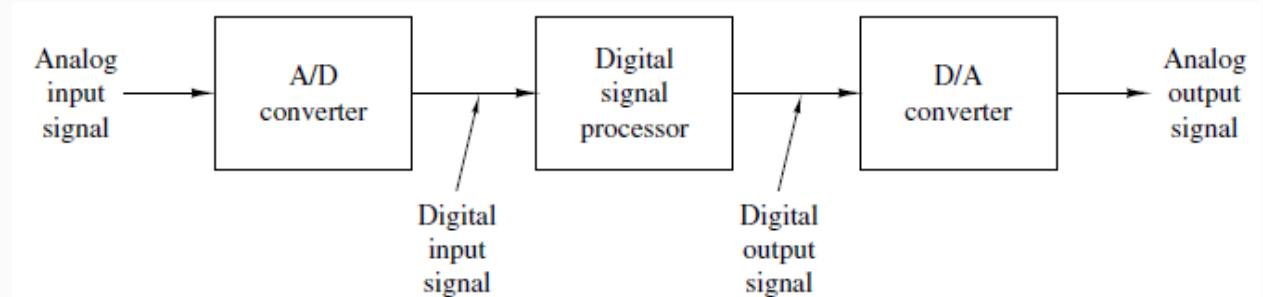 Analog
input
signal
A/D
converter
Digital
signal
processor
D/A
converter
Analog
output
signal
Digital
input
signal
Digital
output
signal